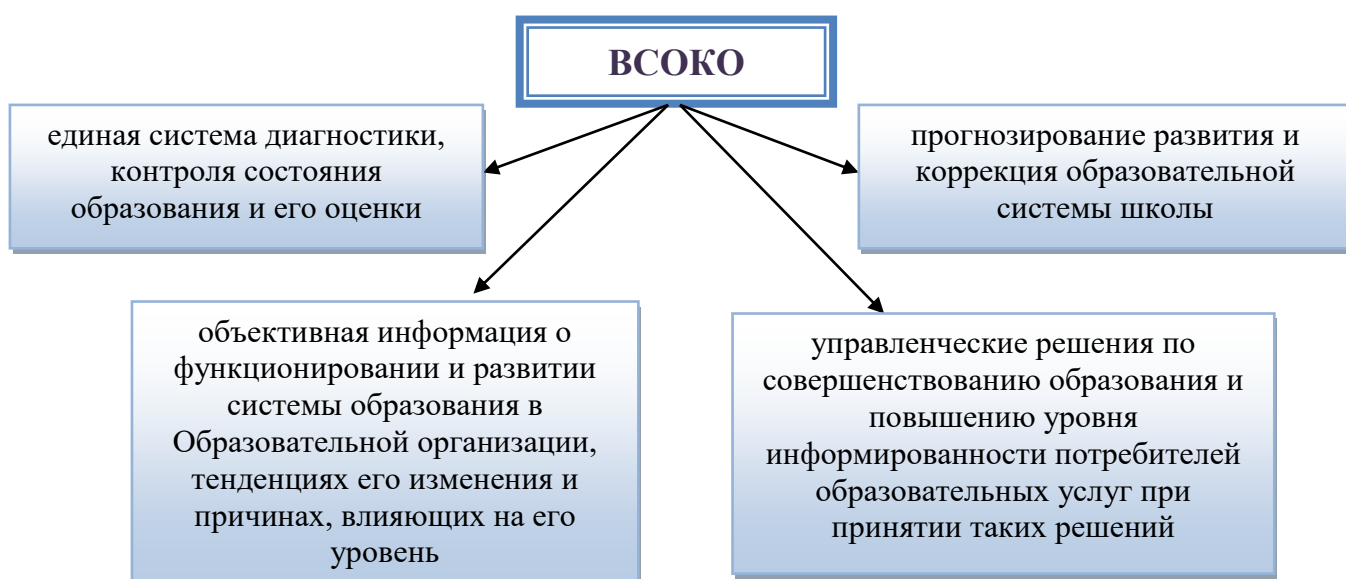 ВСОКО
единая система диагностики,
контроля состояния
образования и его оценки
прогнозирование развития и
коррекция образовательной
системы школы
объективная информация о
функционировании и развитии
системы образования в
Образовательной организации,
тенденциях его изменения и
причинах, влияющих на его
уровень
управленческие решения по
совершенствованию образования и
повышению уровня
информированности потребителей
образовательных услуг при
принятии таких решений